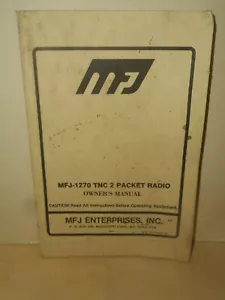 MFJ
MFJ-1270 TNC 2 PACKET RADIO
OWNER'S MANUAL
CAUTION! Read All Instructions Before Operating Equipment
MFJ ENTERPRISES, INC.